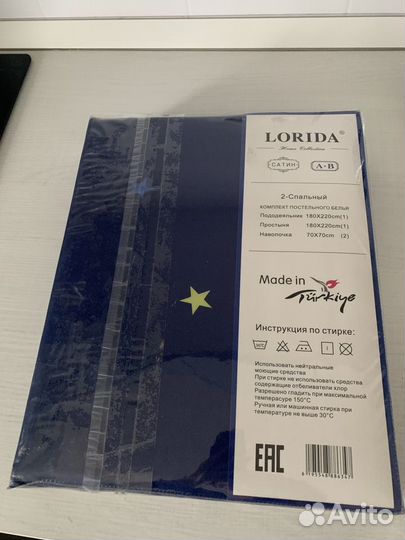 LORIDA®
Home Collection
САТИН A-B
2-Спальный
КОМПЛЕКТ ПОСТЕЛЬНОГО БЕЛЬЯ
Пододеяльник 180X220cm(1)
Простыня 180X220cm(1)
Наволочка 70X70cm (2)
Made in
Türkiye
Инструкция по стирке:
Использовать нейтральные
моющие средства
При стирке не использовать средства
содержащие отбеливатели хлор
Разрешено гладить при максимальной
температуре 150°С
Ручная или машинная стирка при
температуре не выше 30°С
EAC
Avito